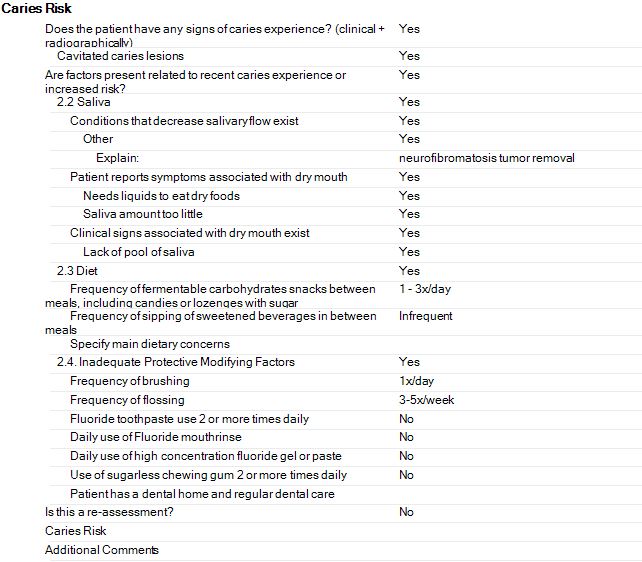 Caries Risk
Does the patient have any signs of caries experience? (clinical + Yes
radiographically)
Cavitated caries lesions Yes
Are factors present related to recent caries experience or Yes
increased risk?
2.2 Saliva Yes
Conditions that decrease salivary flow exist Yes
Other Yes
Explain: neurofibromatosis tumor removal
Patient reports symptoms associated with dry mouth Yes
Needs liquids to eat dry foods Yes
Saliva amount too little Yes
Clinical signs associated with dry mouth exist Yes
Lack of pool of saliva Yes
2.3 Diet Yes
Frequency of fermentable carbohydrates snacks between 1 - 3x/day
meals, including candies or lozenges with sugar
Frequency of sipping of sweetened beverages in between Infrequent
meals
Specify main dietary concerns
2.4. Inadequate Protective Modifying Factors Yes
Frequency of brushing 1x/day
Frequency of flossing 3-5x/week
Fluoride toothpaste use 2 or more times daily No
Daily use of Fluoride mouthrinse No
Daily use of high concentration fluoride gel or paste No
Use of sugarless chewing gum 2 or more times daily No
Patient has a dental home and regular dental care
Is this a re-assessment? No
Caries Risk
Additional Comments